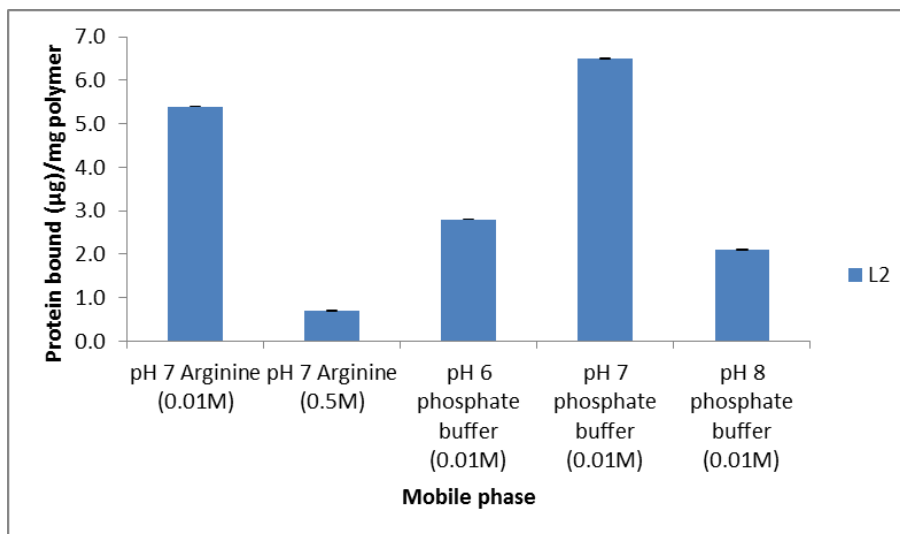 Protein bound (µg)/mg polymer
7.0
6.0
5.0
4.0
3.0
2.0
1.0
0.0
pH 7 Arginine
(0.01M)
pH 7 Arginine
(0.5M)
pH 6
phosphate
buffer
(0.01M)
pH 7
phosphate
buffer
(0.01M)
pH 8
phosphate
buffer
(0.01M)
Mobile phase
L2